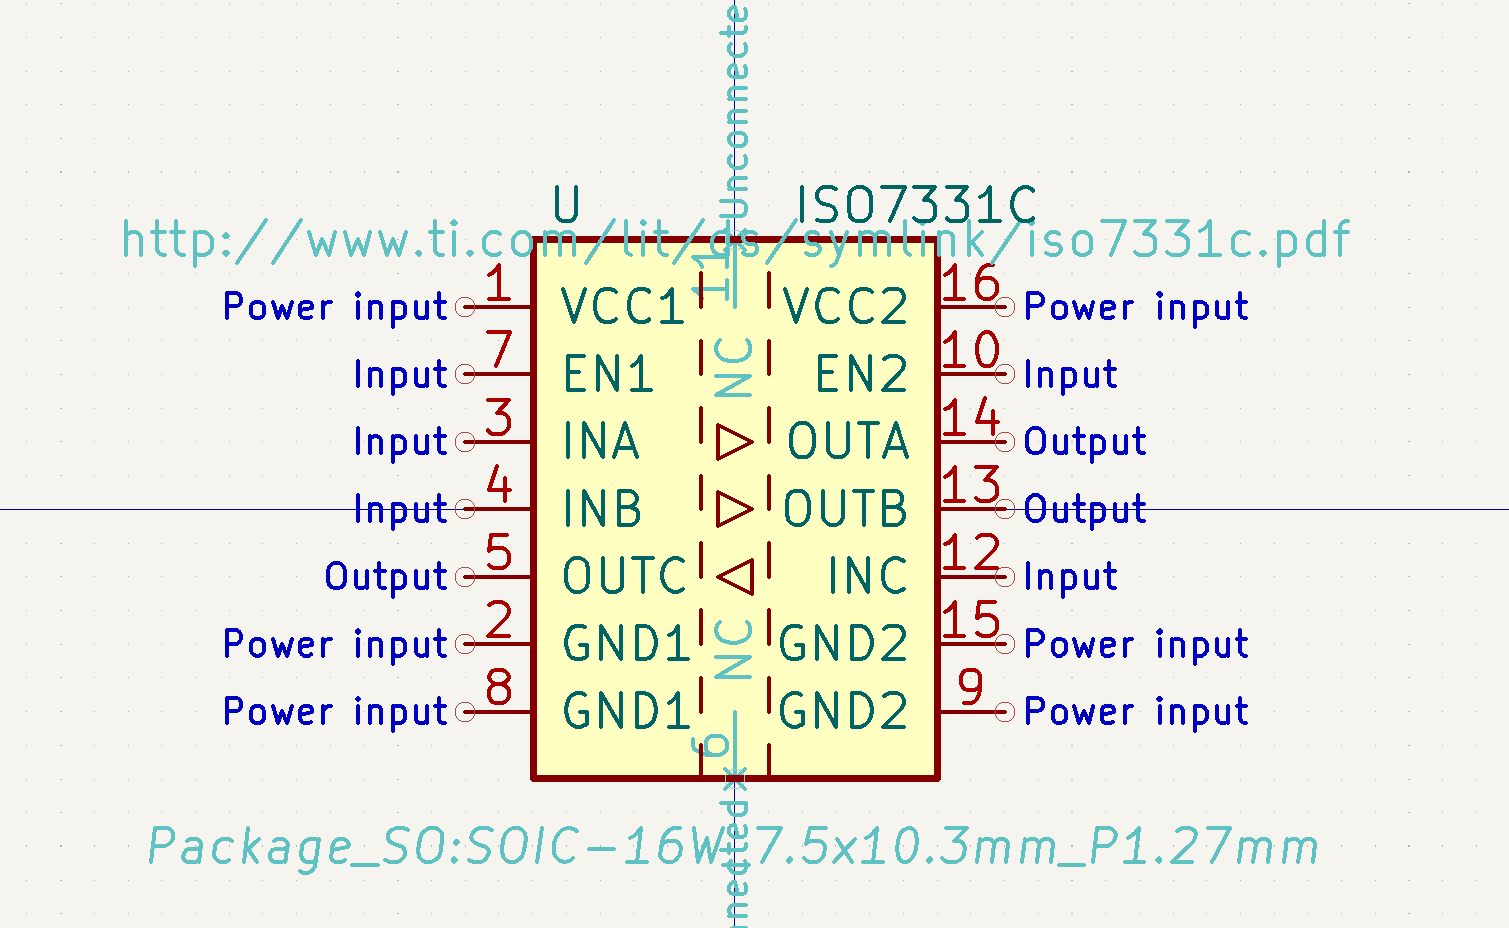 Unconnecte
U ISO7331C
http://www.ti.com/lit/ds/symlink/iso7331c.pdf
11
1 16
Power input VCC1 VCC2 Power input
7 NC 10
Input EN1 EN2 Input
3 14
Input INA OUTA Output
4 13
Input INB OUTB Output
5 12
Output OUTC INC Input
2 NC 15
Power input GND1 GND2 Power input
8 9
Power input GND1 GND2 Power input
6
Package_SO:SOIC-16W_7.5x10.3mm_P1.27mm
nnected